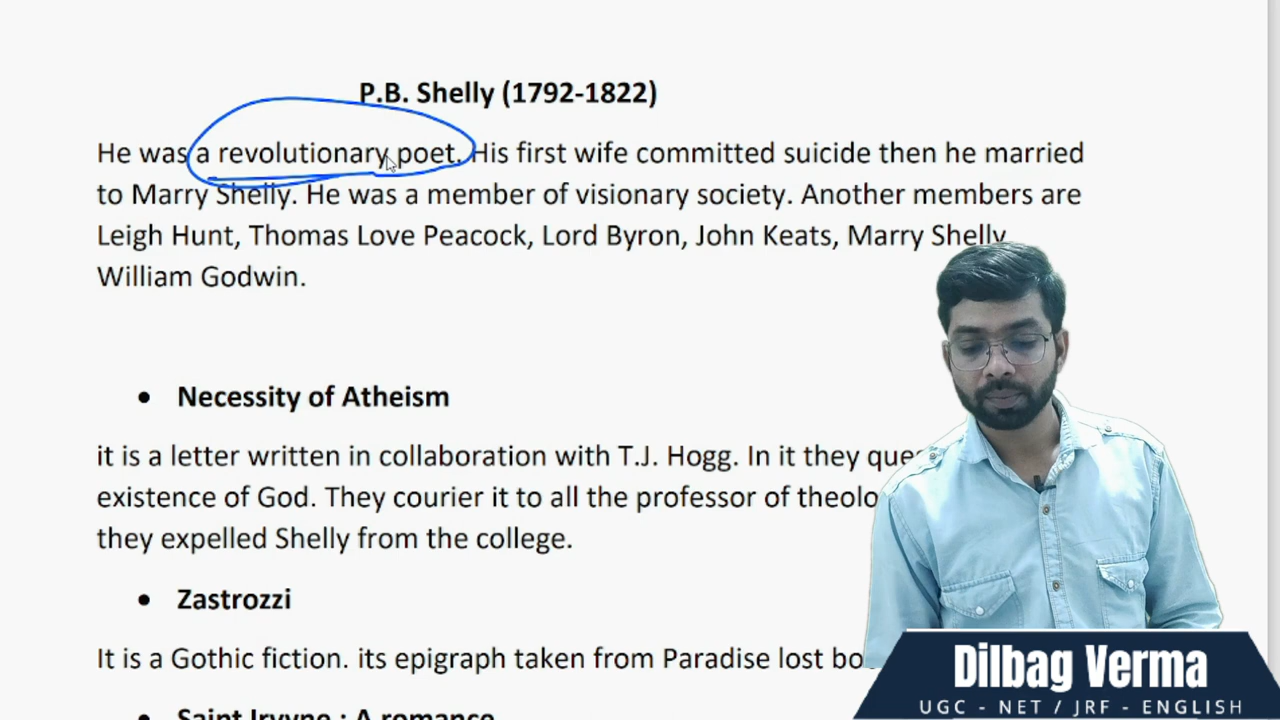 P.B. Shelly (1792-1822)
He was a revolutionary poet. His first wife committed suicide then he married
to Marry Shelly. He was a member of visionary society. Another members are
Leigh Hunt, Thomas Love Peacock, Lord Byron, John Keats, Marry Shelly
William Godwin.
• Necessity of Atheism
it is a letter written in collaboration with T.J. Hogg. In it they
existence of God. They courier it to all the professor of
they expelled Shelly from the college.
• Zastrozzi
It is a Gothic fiction. its epigraph taken from Paradise lost
• Saint Irvyne : A romance
Dilbag Verma
UGC - NET / JRF - ENGLISH